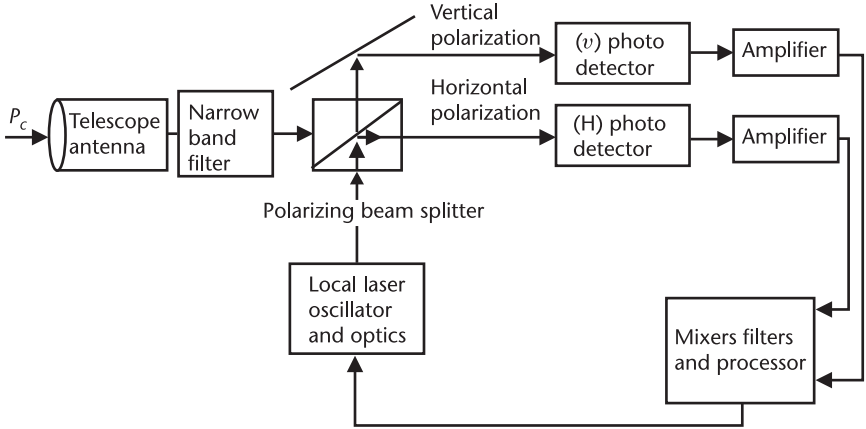 Vertical
polarization
(v) photo
detector
Amplifier
P_c
Telescope
antenna
Narrow
band
filter
Horizontal
polarization
(H) photo
detector
Amplifier
Polarizing beam splitter
Local laser
oscillator
and optics
Mixers filters
and processor